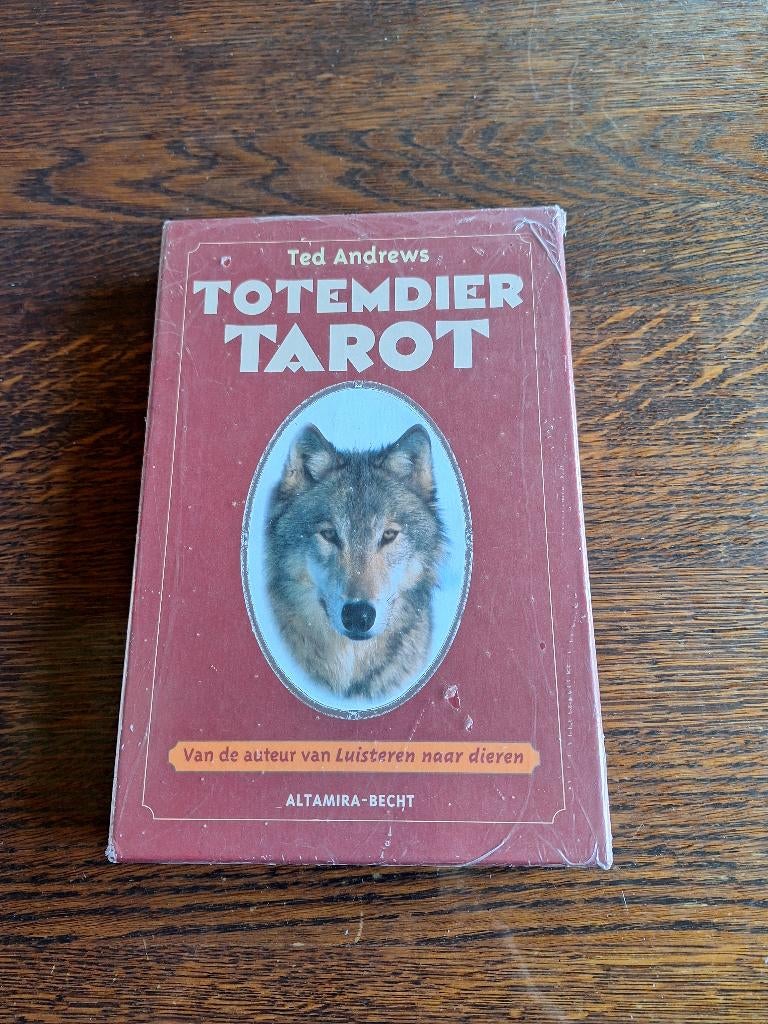 Ted Andrews
TOTEMDIER
TAROT
Van de auteur van Luisteren naar dieren
ALTAMIRA-BECHT